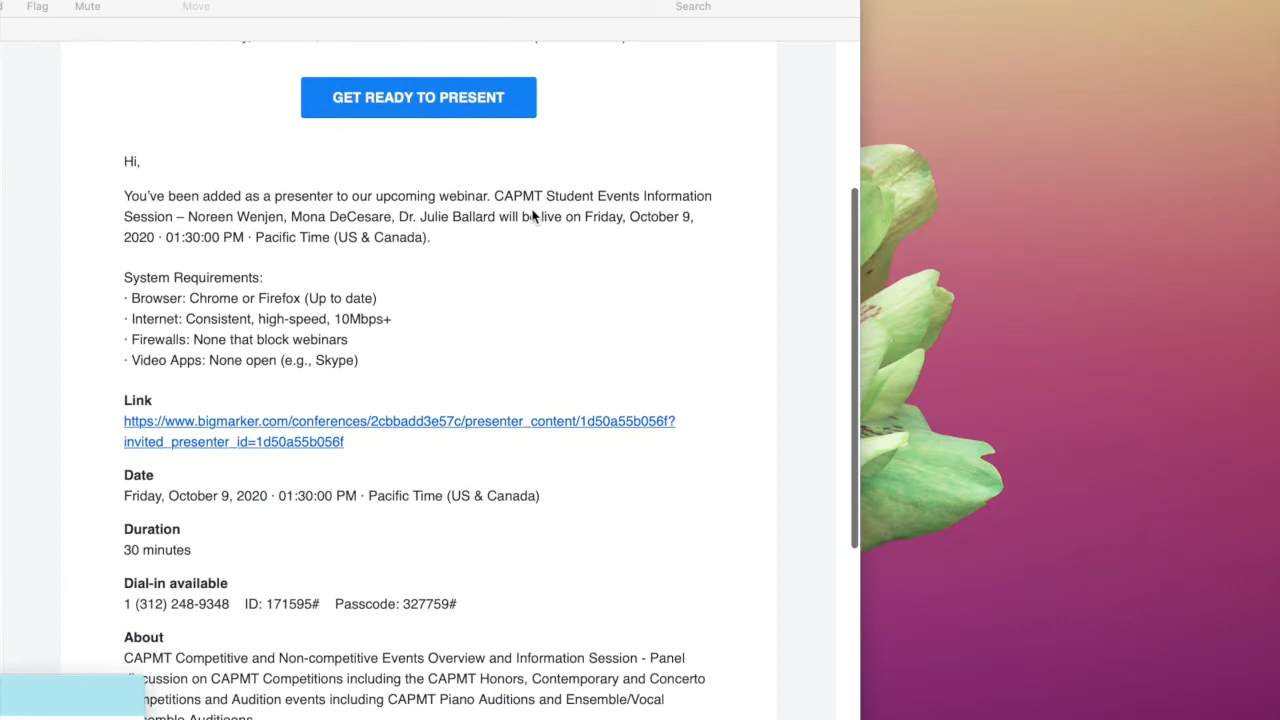 Flag Mute Move Search
GET READY TO PRESENT
Hi,
You've been added as a presenter to our upcoming webinar. CAPMT Student Events Information
Session – Noreen Wenjen, Mona DeCesare, Dr. Julie Ballard will be live on Friday, October 9,
2020 · 01:30:00 PM · Pacific Time (US & Canada).
System Requirements:
· Browser: Chrome or Firefox (Up to date)
· Internet: Consistent, high-speed, 10Mbps+
· Firewalls: None that block webinars
· Video Apps: None open (e.g., Skype)
Link
https://www.bigmarker.com/conferences/2cbbadd3e57c/presenter_content/1d50a55b056f?
invited_presenter_id=1d50a55b056f
Date
Friday, October 9, 2020 · 01:30:00 PM · Pacific Time (US & Canada)
Duration
30 minutes
Dial-in available
1 (312) 248-9348 ID: 171595# Passcode: 327759#
About
CAPMT Competitive and Non-competitive Events Overview and Information Session - Panel
discussion on CAPMT Competitions including the CAPMT Honors, Contemporary and Concerto
Competitions and Audition events including CAPMT Piano Auditions and Ensemble/Vocal
Ensemble Auditions